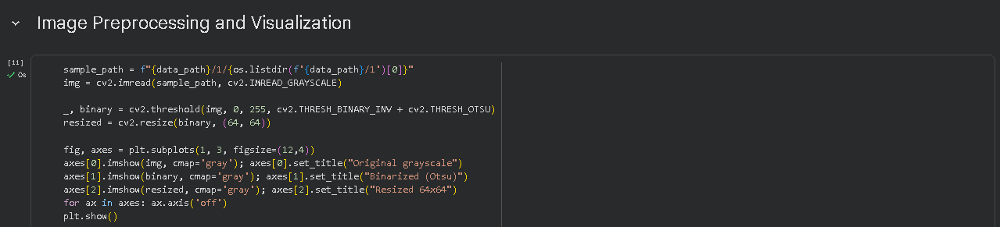 Image Preprocessing and Visualization
[11]
0s
sample_path = f"{data_path}/1/{os.listdir(f'{data_path}/1')[0]}"
img = cv2.imread(sample_path, cv2.IMREAD_GRAYSCALE)
_, binary = cv2.threshold(img, 0, 255, cv2.THRESH_BINARY_INV + cv2.THRESH_OTSU)
resized = cv2.resize(binary, (64, 64))
fig, axes = plt.subplots(1, 3, figsize=(12,4))
axes[0].imshow(img, cmap='gray'); axes[0].set_title("Original grayscale")
axes[1].imshow(binary, cmap='gray'); axes[1].set_title("Binarized (Otsu)")
axes[2].imshow(resized, cmap='gray'); axes[2].set_title("Resized 64x64")
for ax in axes: ax.axis('off')
plt.show()